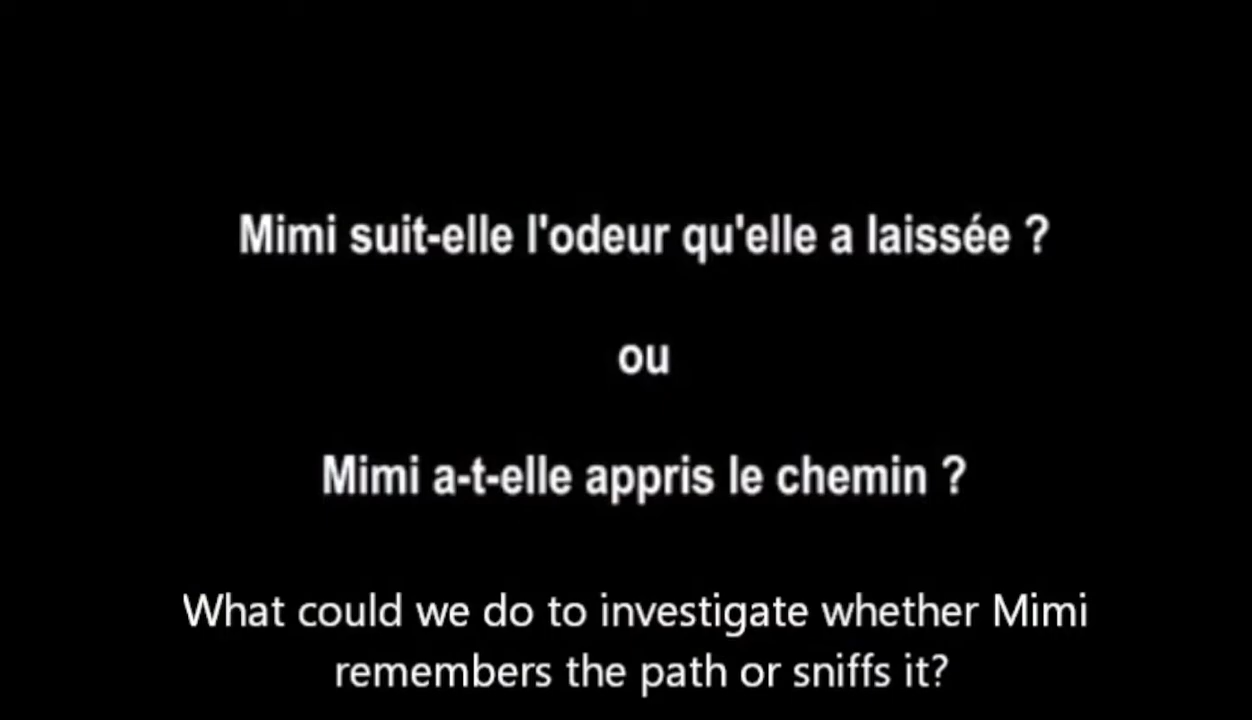 Mimi suit-elle l'odeur qu'elle a laissée ?
ou
Mimi a-t-elle appris le chemin ?
What could we do to investigate whether Mimi
remembers the path or sniffs it?